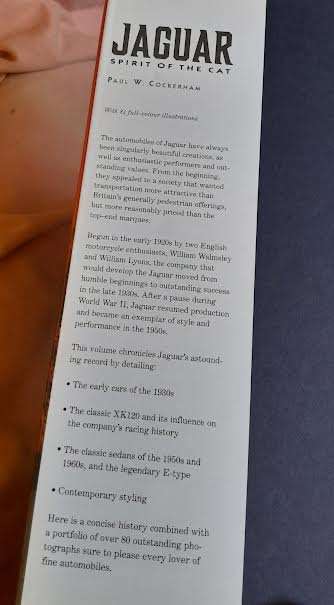 JAGUAR
SPIRIT OF THE CAT
PAUL W. COCKERHAM
With 81 full-colour illustrations
The automobiles of Jaguar have always
been singularly beautiful creations, as
well as enthusiastic performers and out-
standing values. From the beginning,
they appealed to a society that wanted
transportation more attractive than
Britain's generally pedestrian offerings,
but more reasonably priced than the
top-end marques.
Begun in the early 1920s by two English
motorcycle enthusiasts, William Walmsley
and William Lyons, the company that
would develop the Jaguar moved from
humble beginnings to outstanding success
in the late 1930s. After a pause during
World War II, Jaguar resumed production
and became an exemplar of style and
performance in the 1950s.
This volume chronicles Jaguar's astound-
ing record by detailing:
• The early cars of the 1930s
• The classic XK120 and its influence on
the company's racing history
• The classic sedans of the 1950s and
1960s, and the legendary E-type
• Contemporary styling
Here is a concise history combined with
a portfolio of over 80 outstanding pho-
tographs sure to please every lover of
fine automobiles.